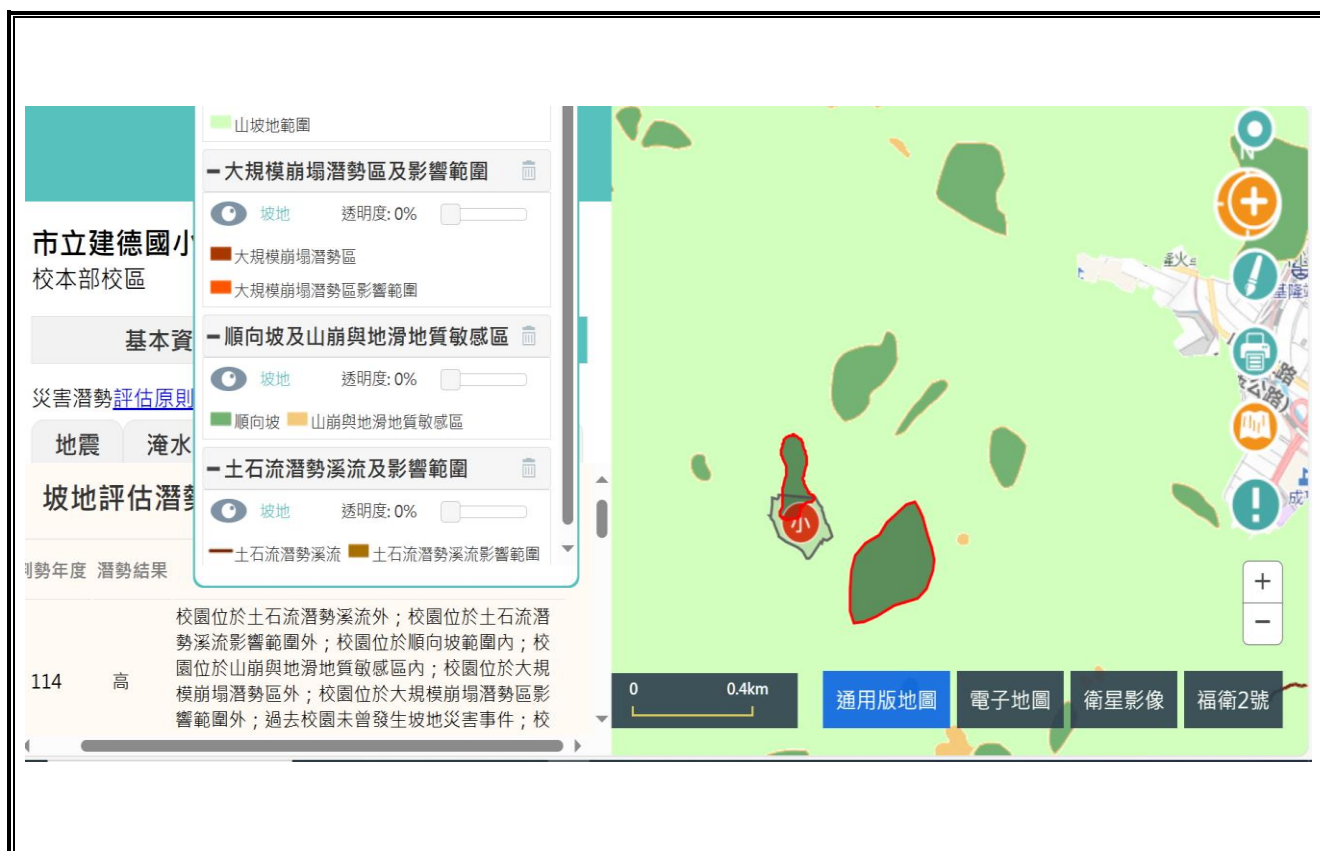 山坡地範圍
大規模崩塌潛勢區及影響範圍
坡地 透明度: 0%
大規模崩塌潛勢區
大規模崩塌潛勢區影響範圍
順向坡及山崩與地滑地質敏感區
坡地 透明度: 0%
順向坡 山崩與地滑地質敏感區
土石流潛勢溪流及影響範圍
坡地 透明度: 0%
土石流潛勢溪流 土石流潛勢溪流影響範圍
市立建德國小
校本部校區
基本資
災害潛勢評估原則
地震 淹水
坡地評估潛勢
勢年度 潛勢結果
114 高
校園位於土石流潛勢溪流外；校園位於土石流潛
勢溪流影響範圍外；校園位於順向坡範圍內；校
園位於山崩與地滑地質敏感區內；校園位於大規
模崩塌潛勢區外；校園位於大規模崩塌潛勢區影
響範圍外；過去校園未曾發生坡地災害事件；校
小
N
基隆
路
公路)
成
+
−
0 0.4km
通用版地圖 電子地圖 衛星影像 福衛2號